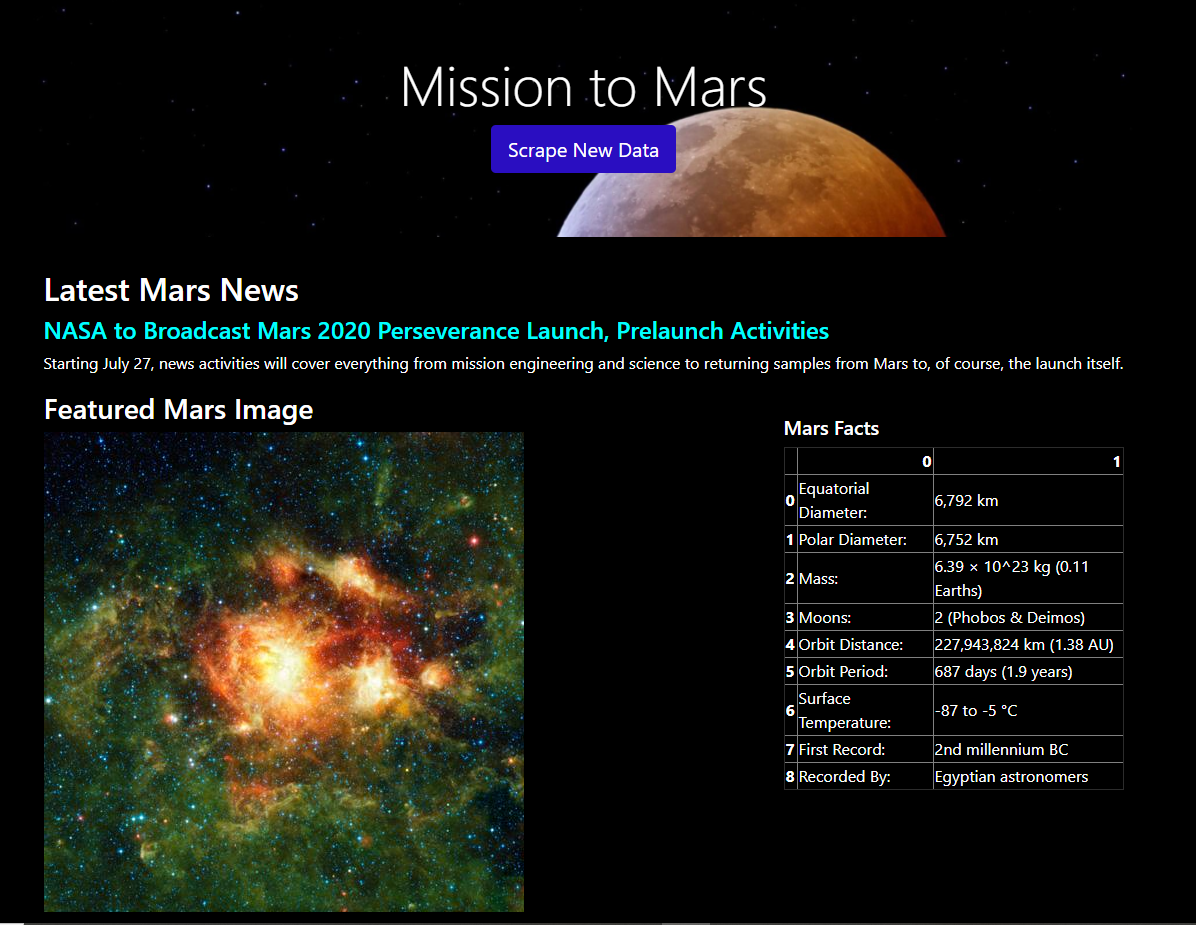 Mission to Mars
Scrape New Data
Latest Mars News
NASA to Broadcast Mars 2020 Perseverance Launch, Prelaunch Activities
Starting July 27, news activities will cover everything from mission engineering and science to returning samples from Mars to, of course, the launch itself.
Featured Mars Image
Mars Facts
0 1
0 Equatorial Diameter: 6,792 km
1 Polar Diameter: 6,752 km
2 Mass: 6.39 × 10^23 kg (0.11 Earths)
3 Moons: 2 (Phobos & Deimos)
4 Orbit Distance: 227,943,824 km (1.38 AU)
5 Orbit Period: 687 days (1.9 years)
6 Surface Temperature: -87 to -5 °C
7 First Record: 2nd millennium BC
8 Recorded By: Egyptian astronomers